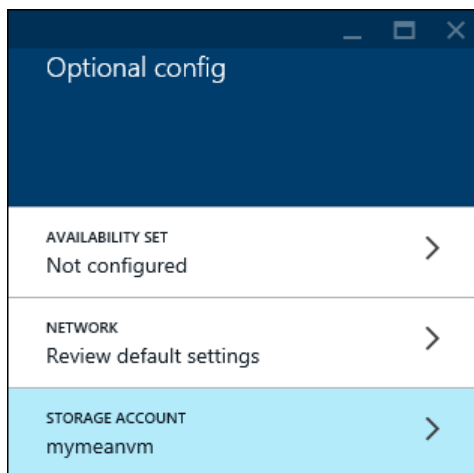 Optional config
AVAILABILITY SET
Not configured
NETWORK
Review default settings
STORAGE ACCOUNT
mymeanvm